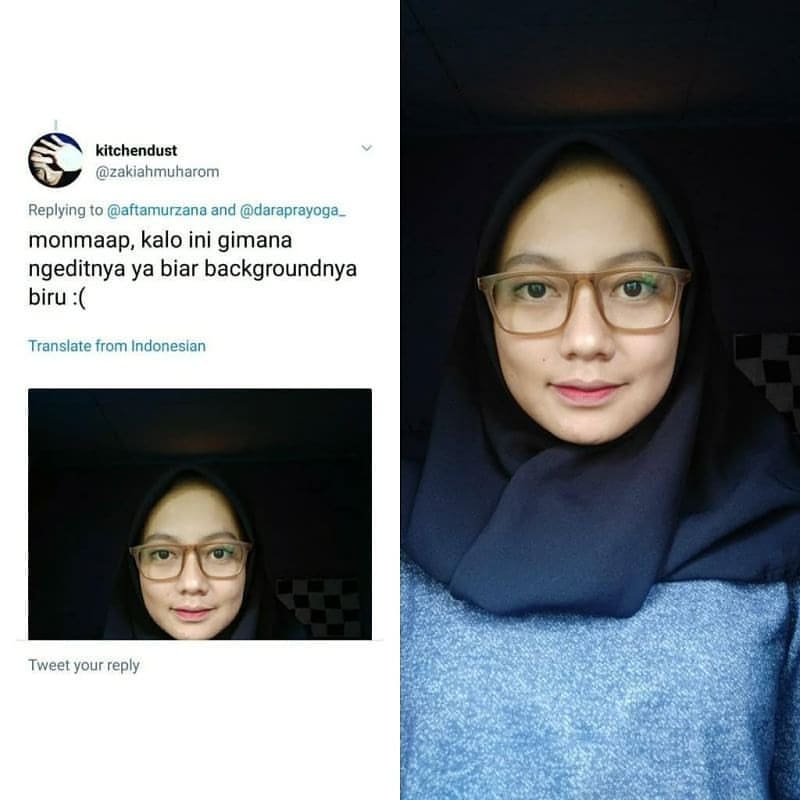 kitchendust
@zakiahmuharom
Replying to @aftamurzana and @daraprayoga_
monmaap, kalo ini gimana
ngeditnya ya biar backgroundnya
biru :(
Translate from Indonesian
Tweet your reply